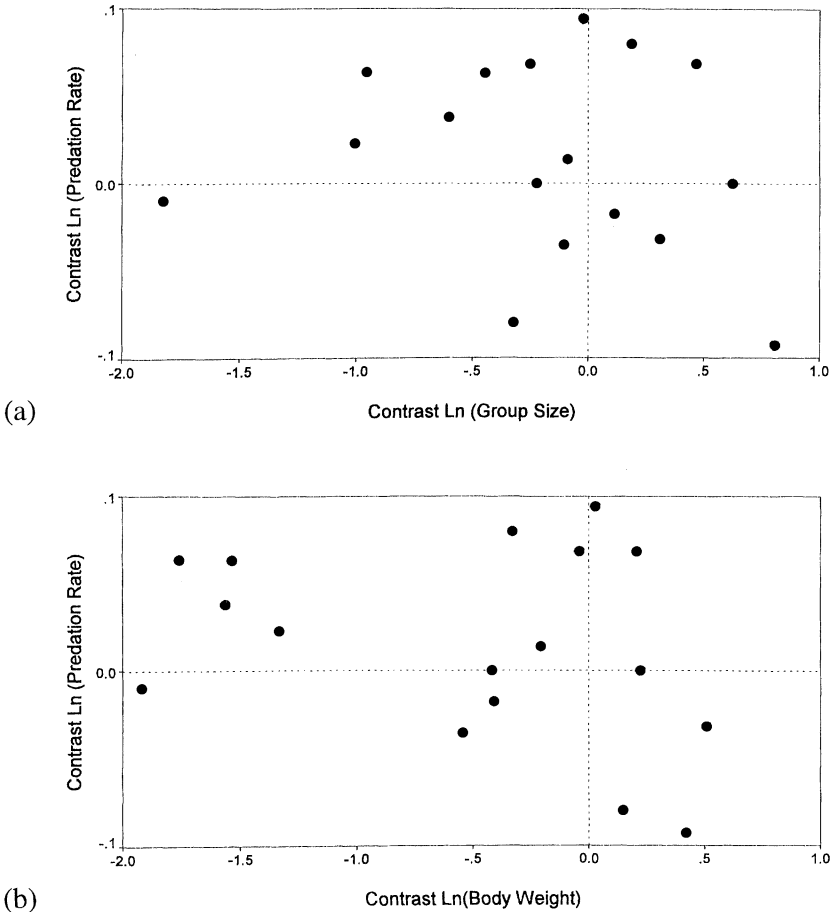 .1
0.0
-.1
Contrast Ln (Predation Rate)
-2.0 -1.5 -1.0 -.5 0.0 .5 1.0
Contrast Ln (Group Size)
(a)
.1
0.0
-.1
Contrast Ln (Predation Rate)
-2.0 -1.5 -1.0 -.5 0.0 .5 1.0
Contrast Ln(Body Weight)
(b)